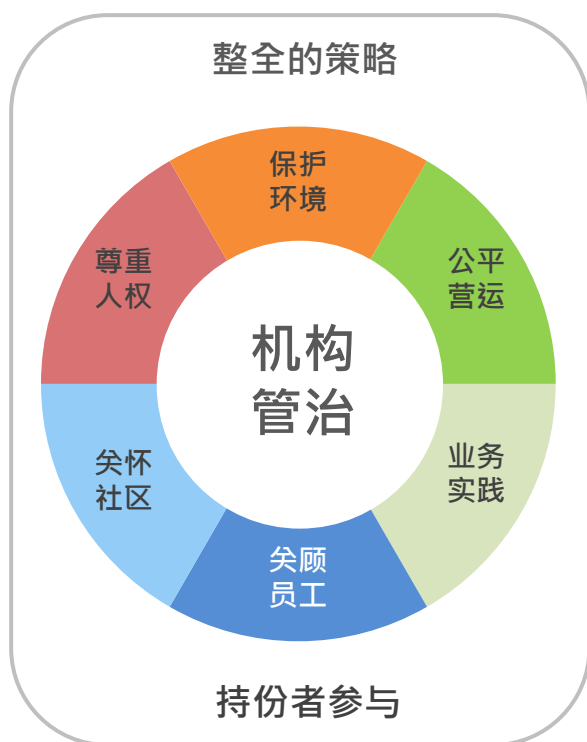 整全的策略
保护
环境
尊重
人权
公平
营运
机构
管治
关怀
社区
业务
实践
关顾
员工
持份者参与